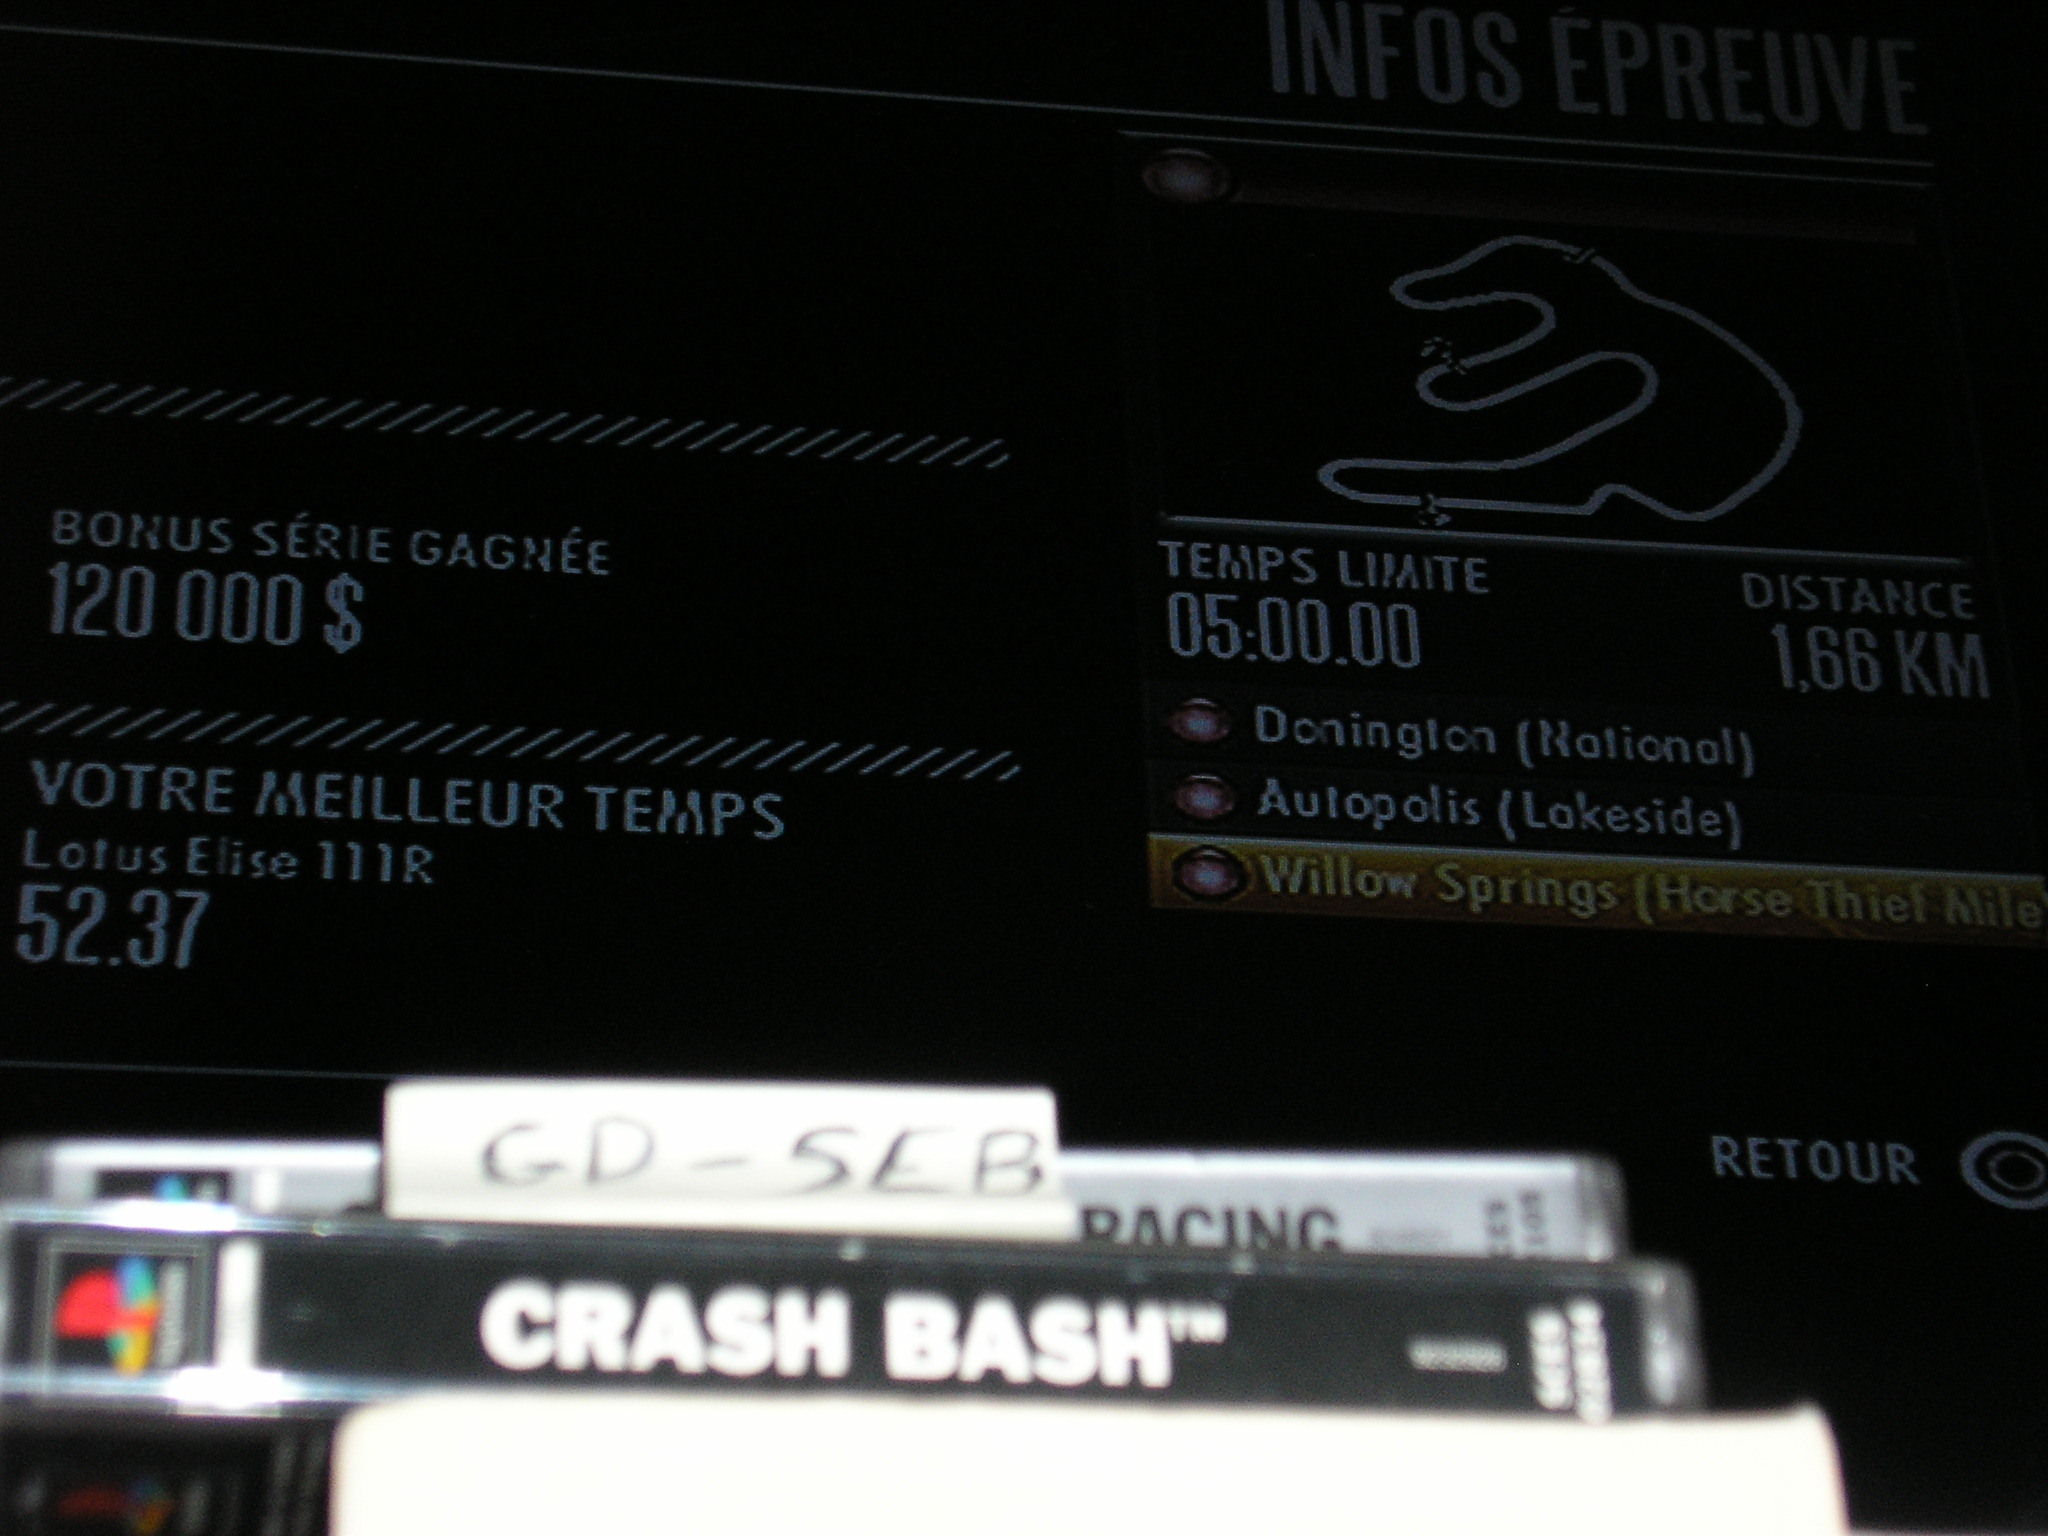 INFOS ÉPREUVE
BONUS SÉRIE GAGNÉE
120 000 $
VOTRE MEILLEUR TEMPS
Lotus Elise 111R
52.37
TEMPS LIMITE
05:00.00
DISTANCE
1,66 KM
Donington (National)
Autopolis (Lakeside)
Willow Springs (Horse Thief Mile
RETOUR
GD-SEB
RACING
CRASH BASH™